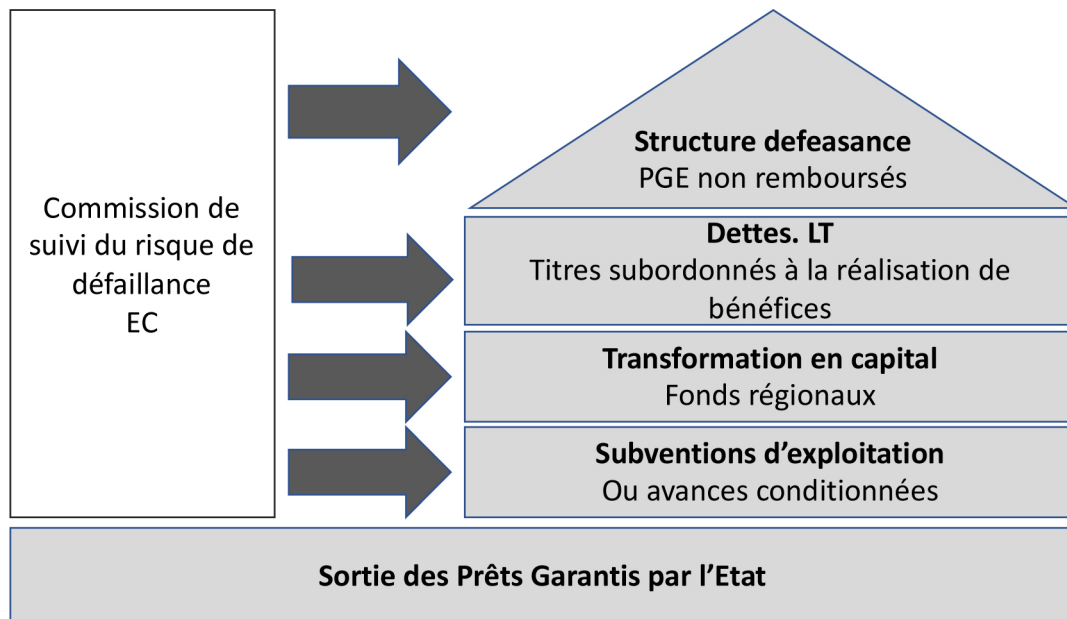 Commission de
suivi du risque de
défaillance
EC
Structure defeasance
PGE non remboursés
Dettes. LT
Titres subordonnés à la réalisation de
bénéfices
Transformation en capital
Fonds régionaux
Subventions d’exploitation
Ou avances conditionnées
Sortie des Prêts Garantis par l’Etat